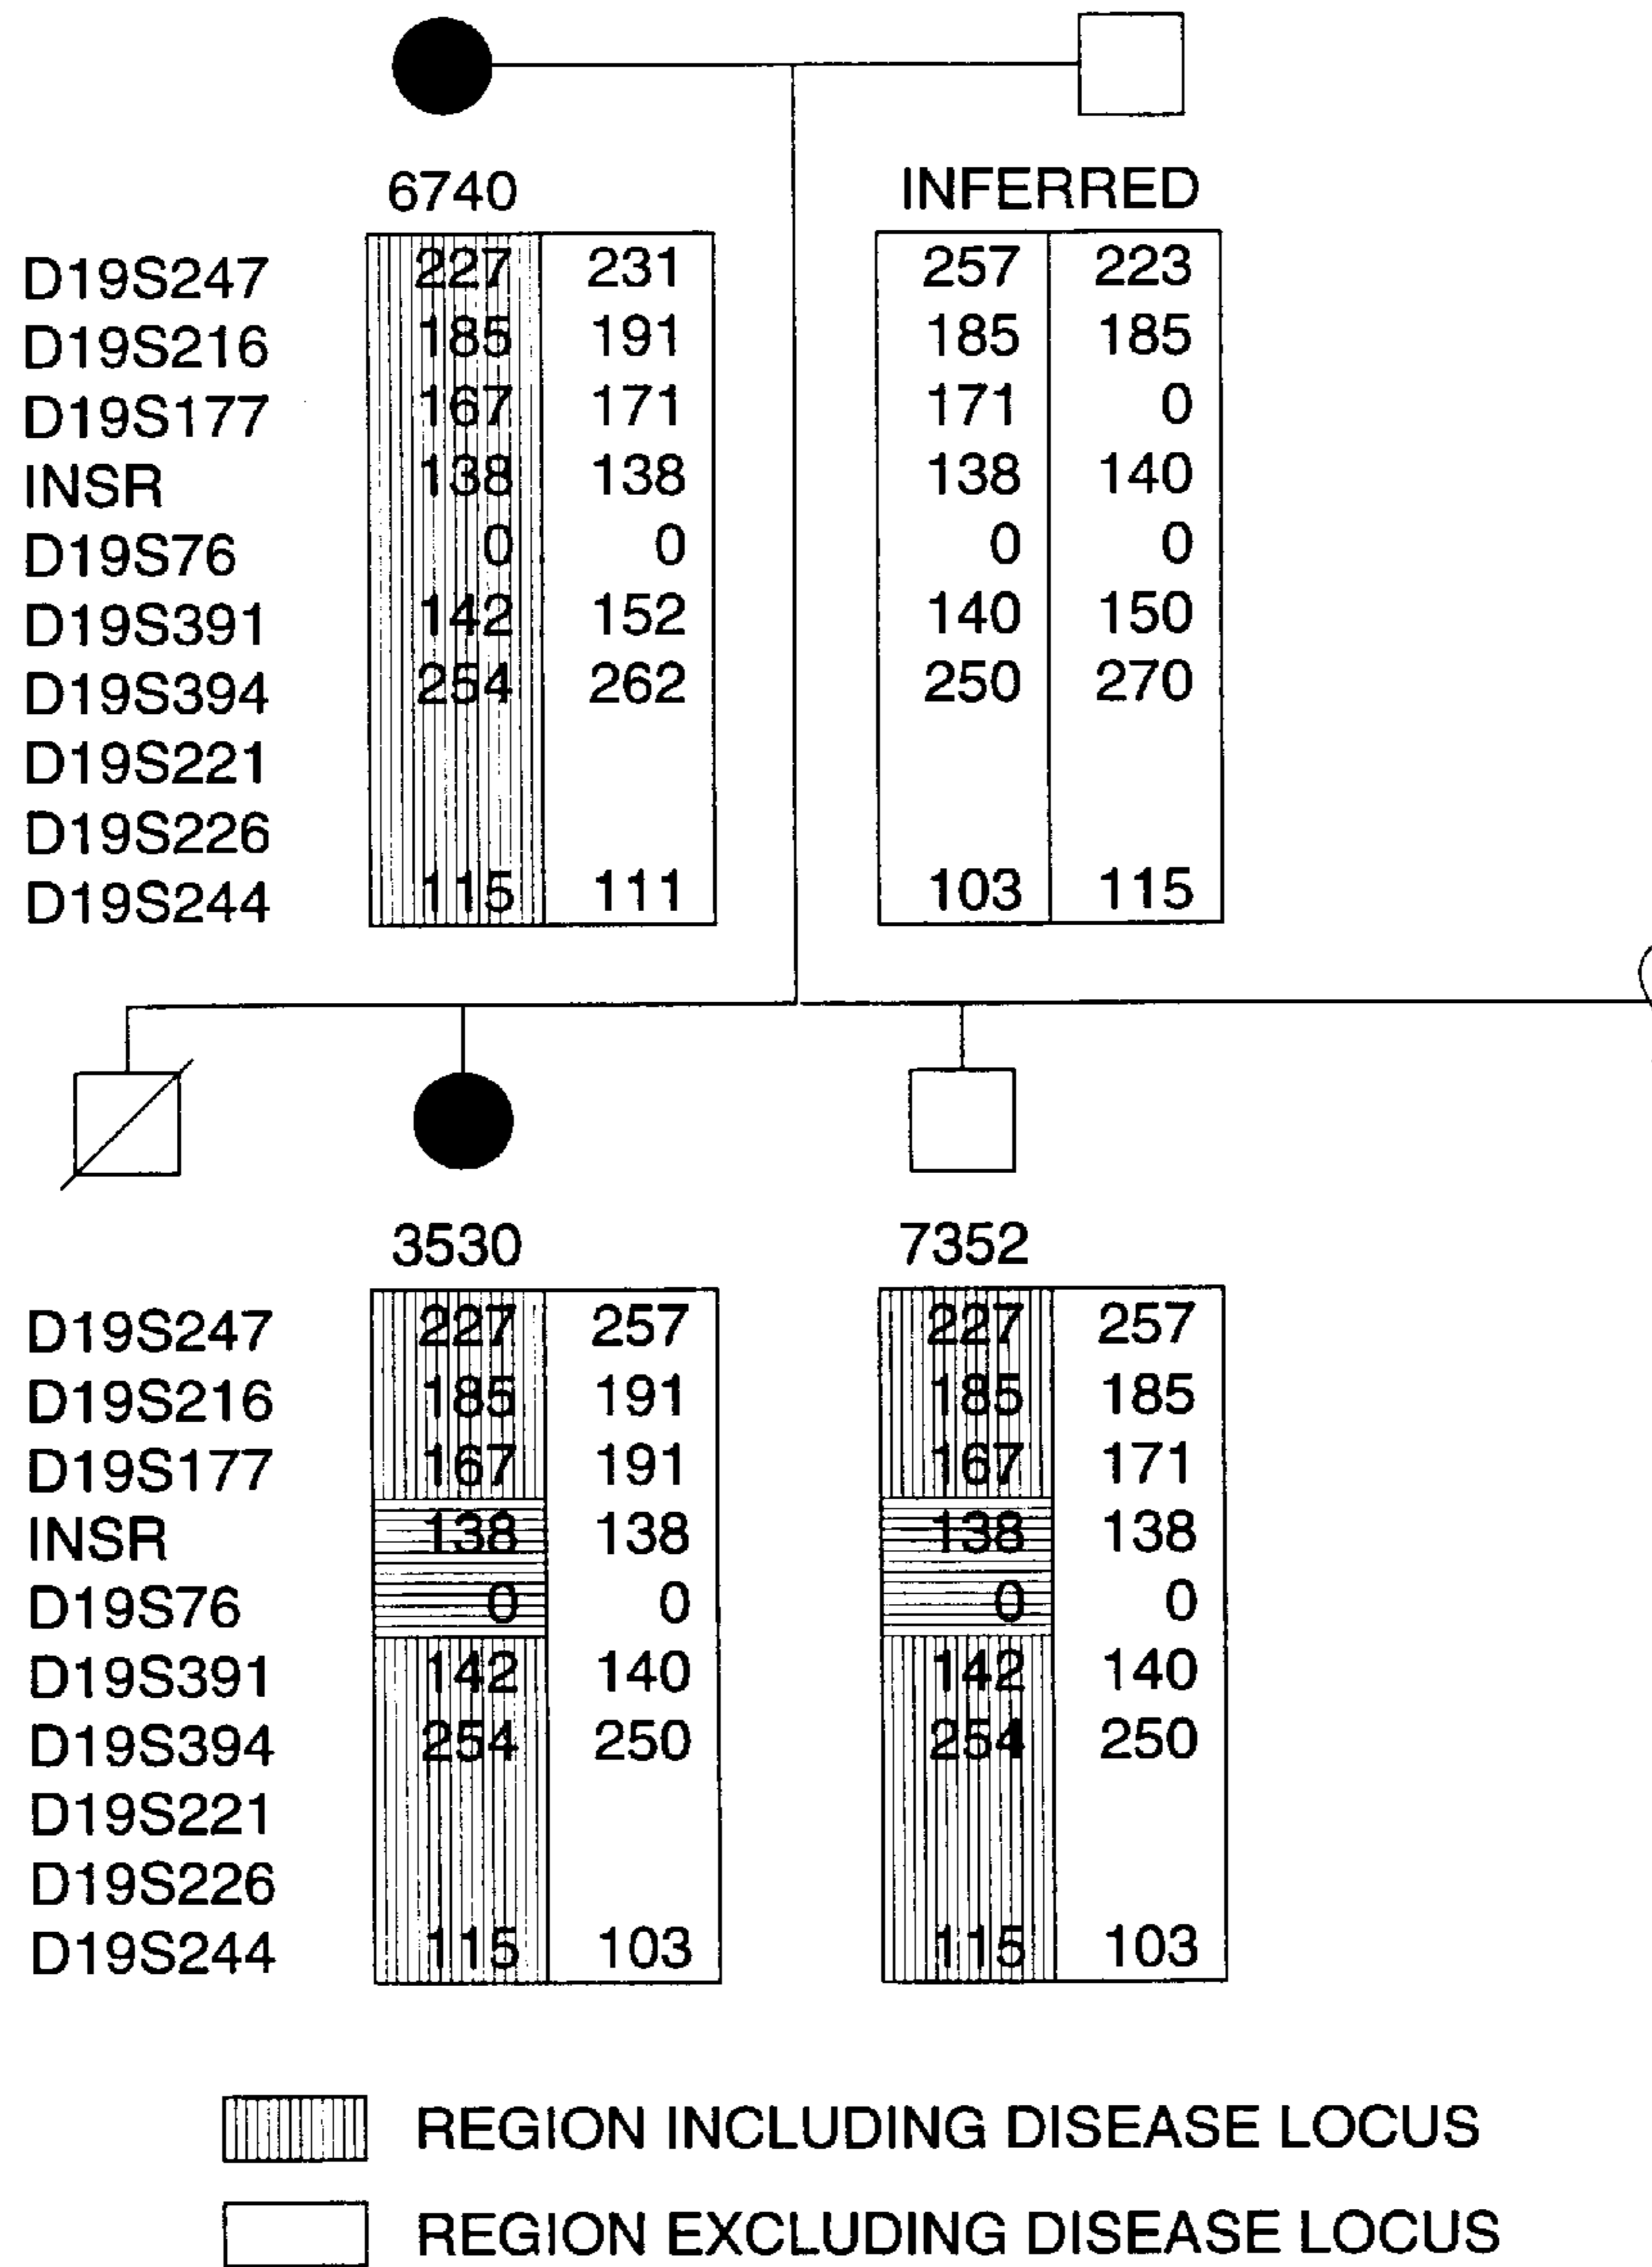 6740 INFERRED
D19S247 227 231 257 223
D19S216 185 191 185 185
D19S177 167 171 171 0
INSR 138 138 138 140
D19S76 0 0 0 0
D19S391 142 152 140 150
D19S394 254 262 250 270
D19S221
D19S226
D19S244 115 111 103 115
3530 7352
D19S247 227 257 227 257
D19S216 185 191 185 185
D19S177 167 191 167 171
INSR 138 138 138 138
D19S76 0 0 0 0
D19S391 142 140 142 140
D19S394 254 250 254 250
D19S221
D19S226
D19S244 115 103 115 103
REGION INCLUDING DISEASE LOCUS
REGION EXCLUDING DISEASE LOCUS